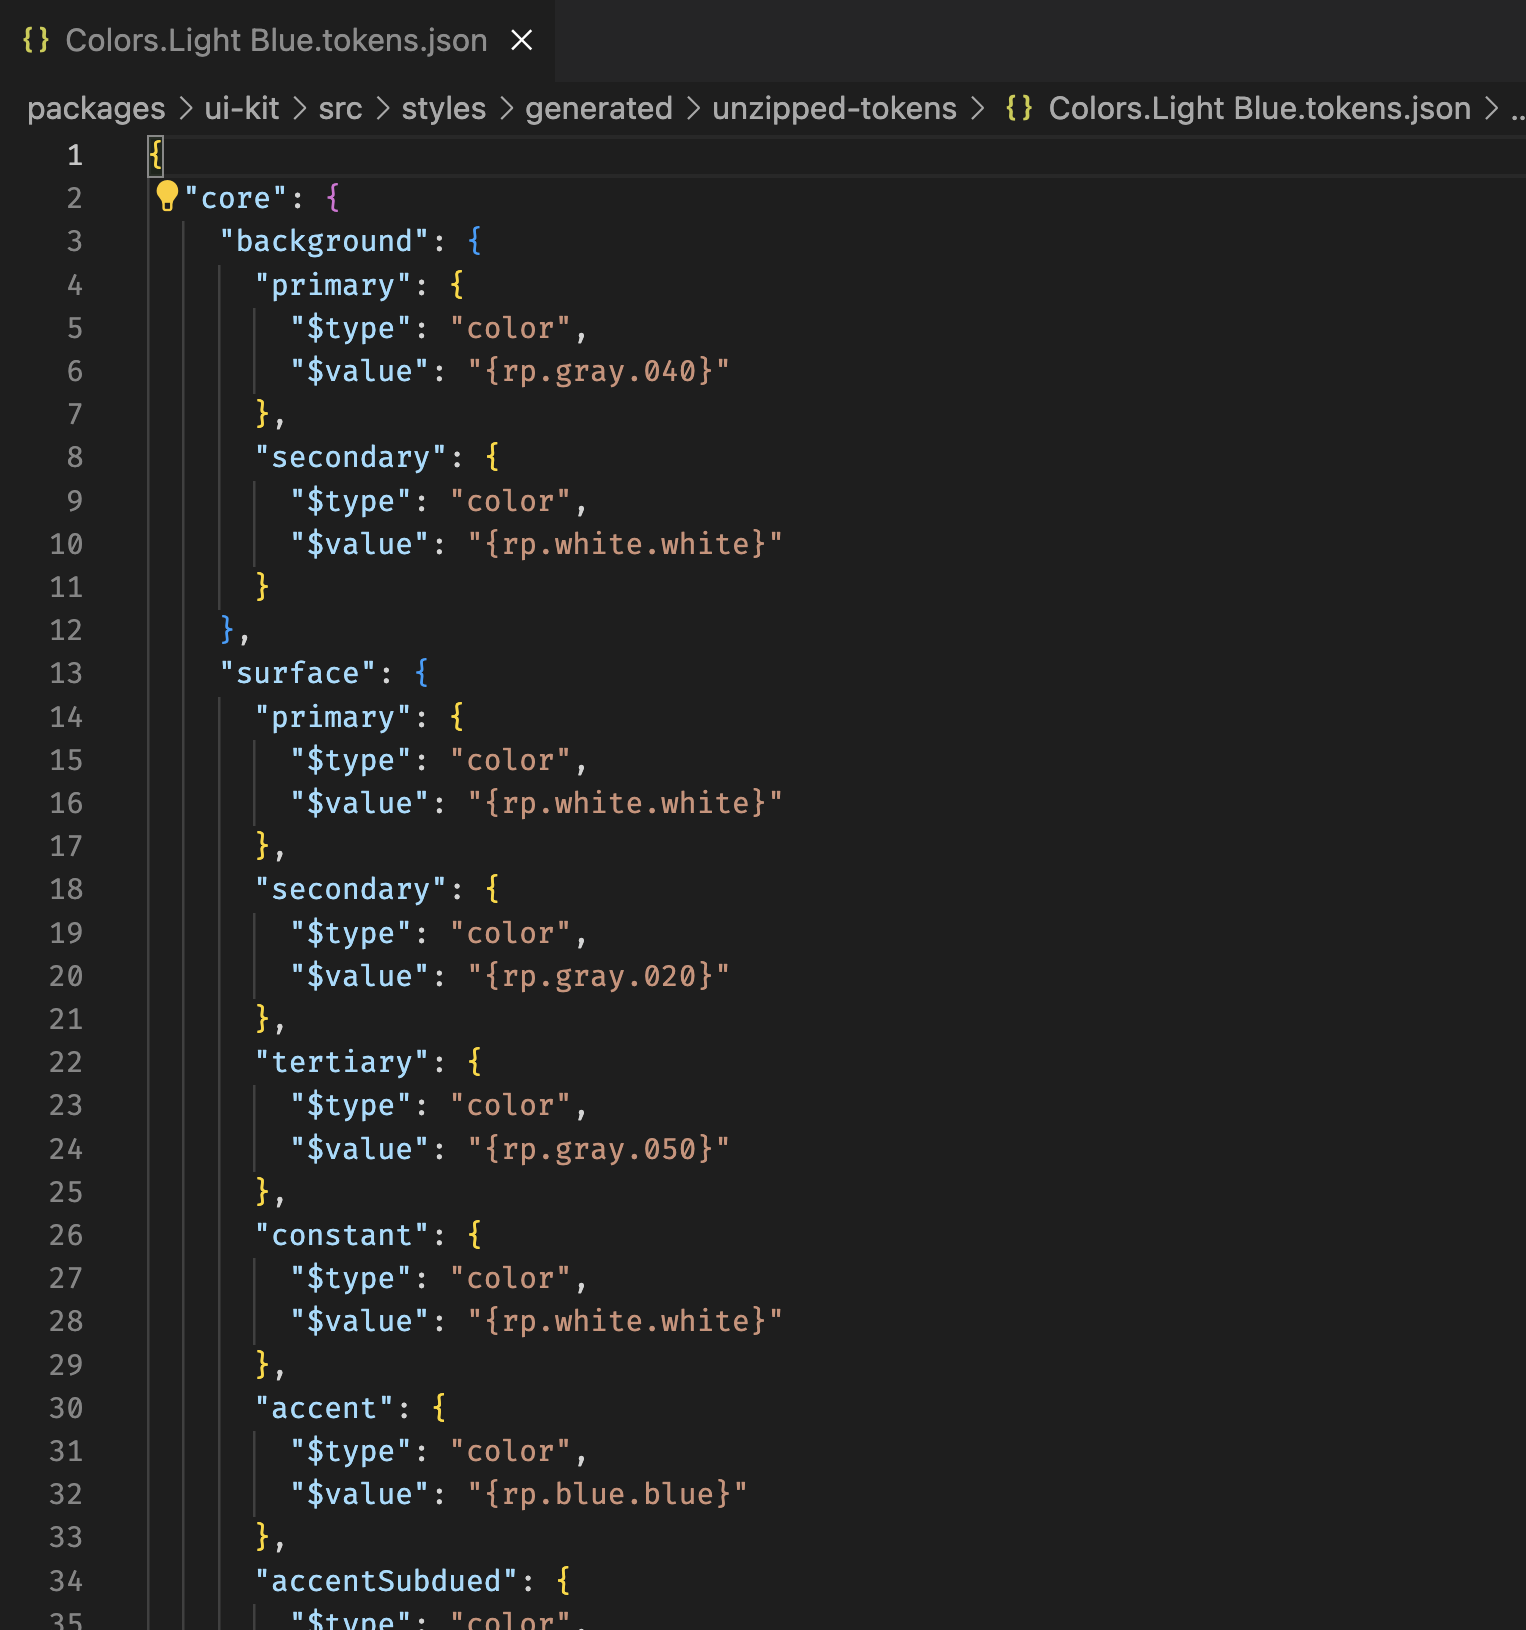 {} Colors.Light Blue.tokens.json ×
packages > ui-kit > src > styles > generated > unzipped-tokens > {} Colors.Light Blue.tokens.json > ..
1 {
2 "core": {
3 "background": {
4 "primary": {
5 "$type": "color",
6 "$value": "{rp.gray.040}"
7 },
8 "secondary": {
9 "$type": "color",
10 "$value": "{rp.white.white}"
11 }
12 },
13 "surface": {
14 "primary": {
15 "$type": "color",
16 "$value": "{rp.white.white}"
17 },
18 "secondary": {
19 "$type": "color",
20 "$value": "{rp.gray.020}"
21 },
22 "tertiary": {
23 "$type": "color",
24 "$value": "{rp.gray.050}"
25 },
26 "constant": {
27 "$type": "color",
28 "$value": "{rp.white.white}"
29 },
30 "accent": {
31 "$type": "color",
32 "$value": "{rp.blue.blue}"
33 },
34 "accentSubdued": {
35 "$type": "color",